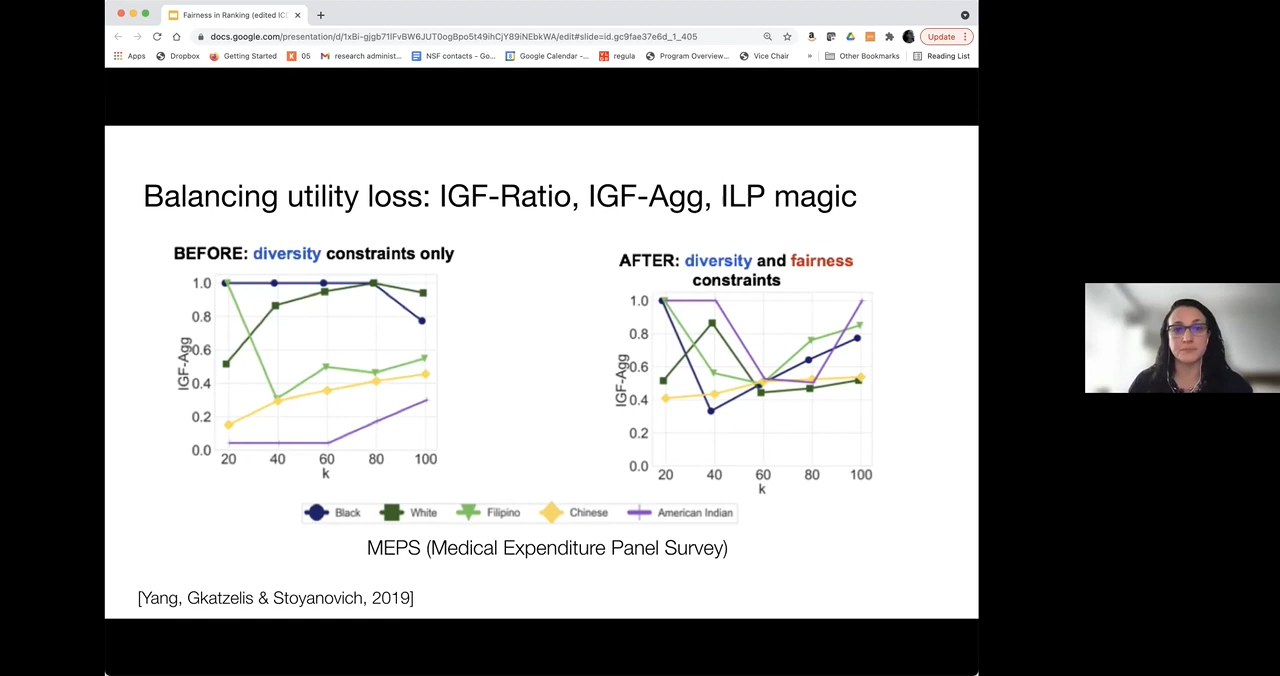 Fairness in Ranking (edited ICI
docs.google.com/presentation/d/1xBi-gjgb71lFvBW6JUT0ogBpo5t49ihCjY89iNEbkWA/edit#slide=id.gc9fae37e6d_1_405
Update
Apps Dropbox Getting Started 05 research administ... NSF contacts - Go... Google Calendar -... regula Program Overview... Vice Chair » Other Bookmarks Reading List
Balancing utility loss: IGF-Ratio, IGF-Agg, ILP magic
BEFORE: diversity constraints only
1.0
0.8
0.6
0.4
0.2
0.0
IGF-Agg
20 40 60 80 100
k
AFTER: diversity and fairness
constraints
1.0
0.8
0.6
0.4
0.2
0.0
IGF-Agg
20 40 60 80 100
k
Black White Filipino Chinese American Indian
MEPS (Medical Expenditure Panel Survey)
[Yang, Gkatzelis & Stoyanovich, 2019]